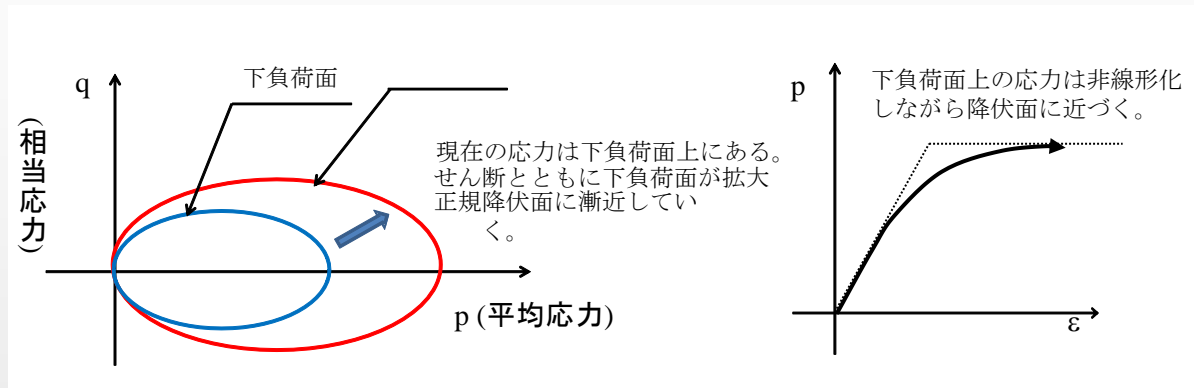 下負荷面
q
(相当応力)
現在の応力は下負荷面上にある。
せん断とともに下負荷面が拡大
正規降伏面に漸近してい
く。
p (平均応力)
下負荷面上の応力は非線形化
しながら降伏面に近づく。
p
ε